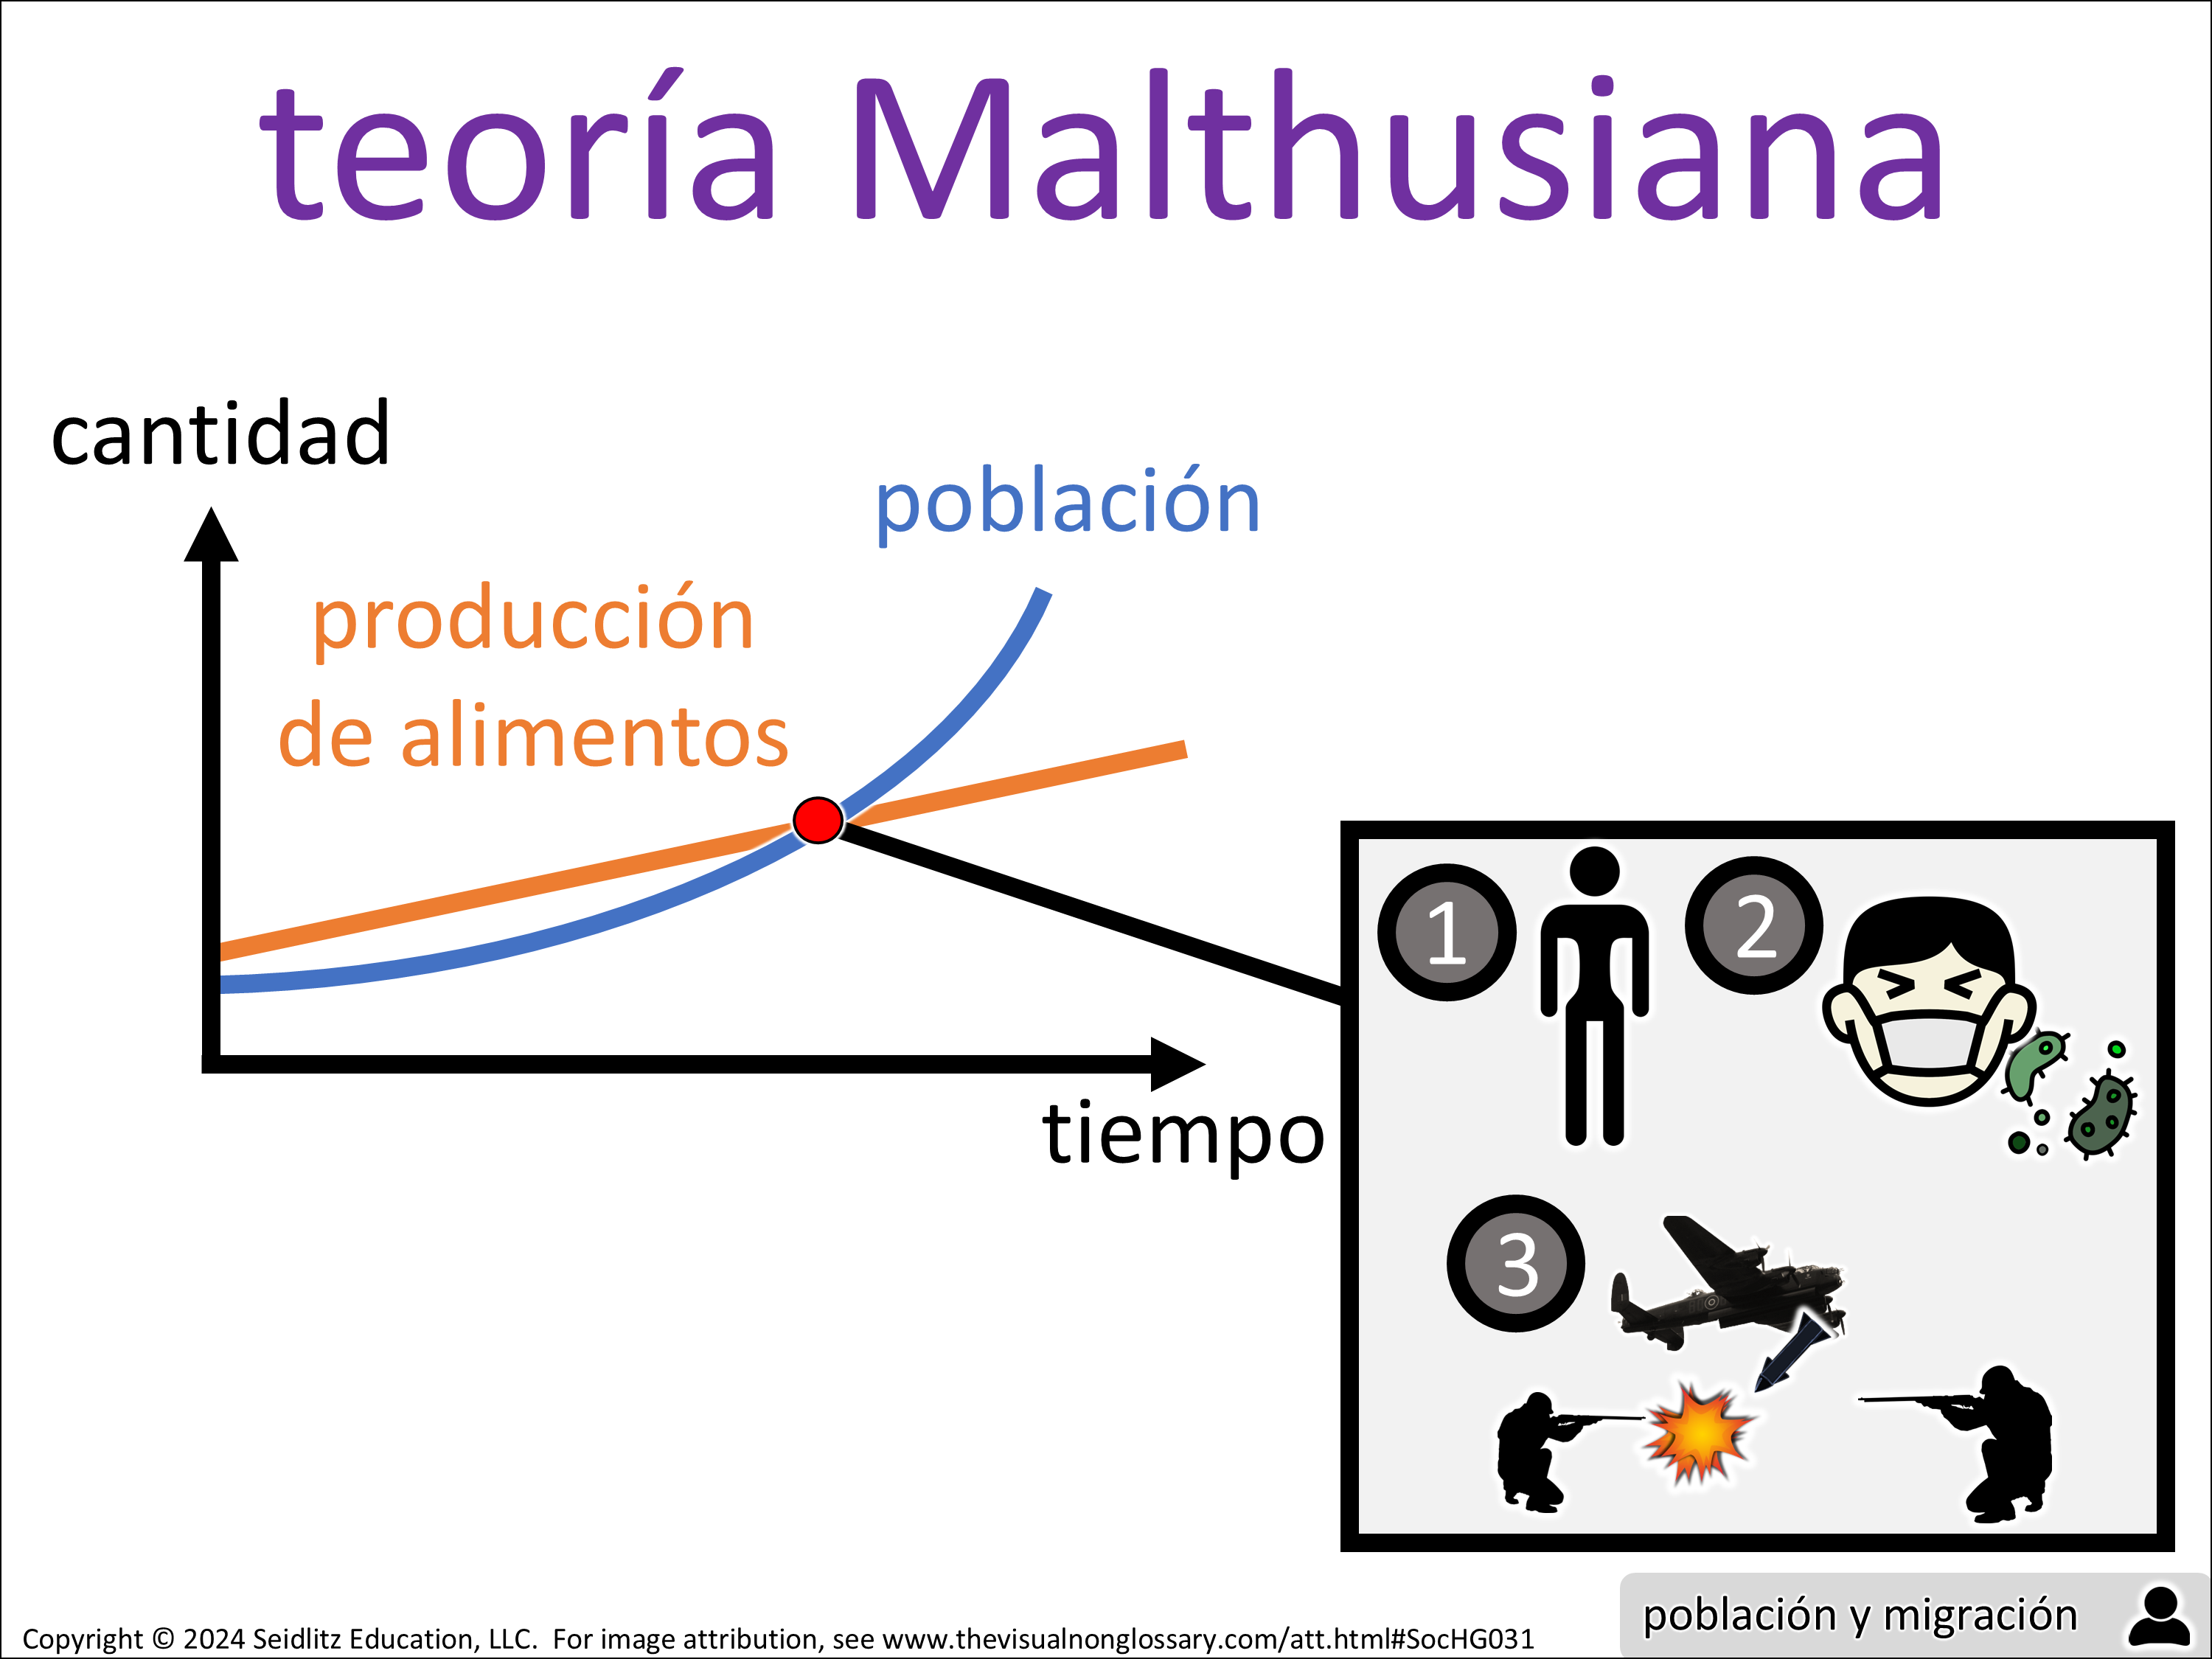 teoría Malthusiana
cantidad
población
producción
de alimentos
tiempo
1
2
3
población y migración
Copyright © 2024 Seidlitz Education, LLC.  For image attribution, see www.thevisualnonglossary.com/att.html#SocHG031